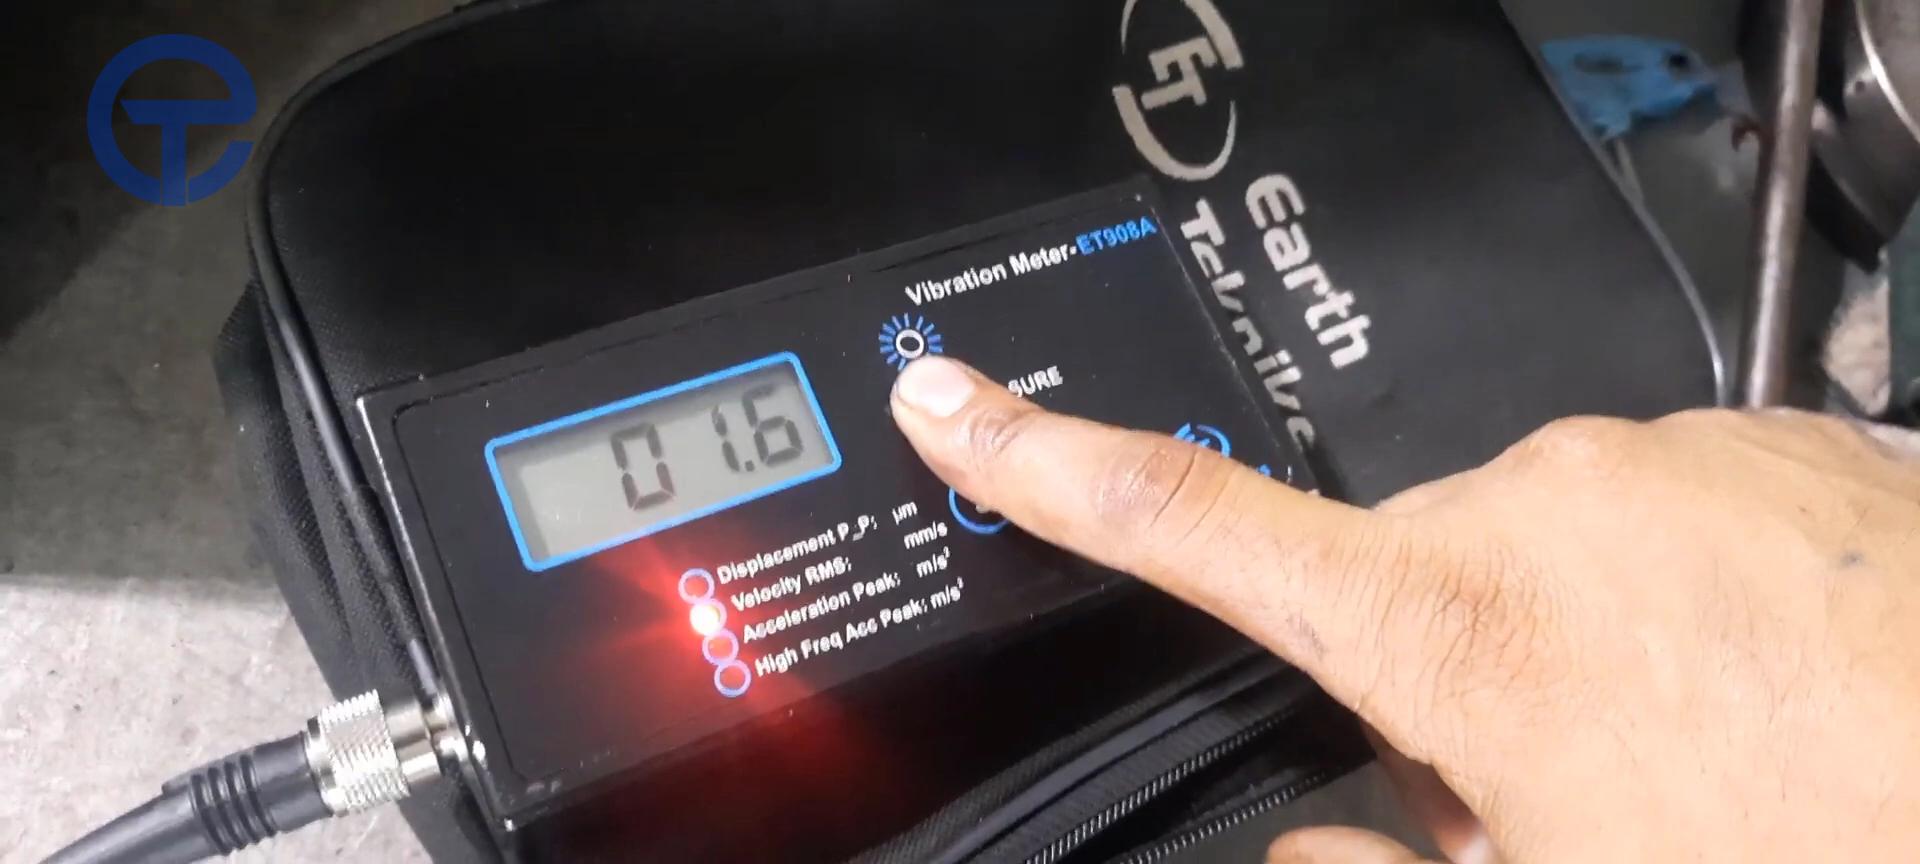 ET
Earth
Vibration Meter-ET908A
01.6
Displacement P_P: µm
Velocity RMS: mm/s
Acceleration Peak: m/s²
High Freq Acc Peak: m/s²